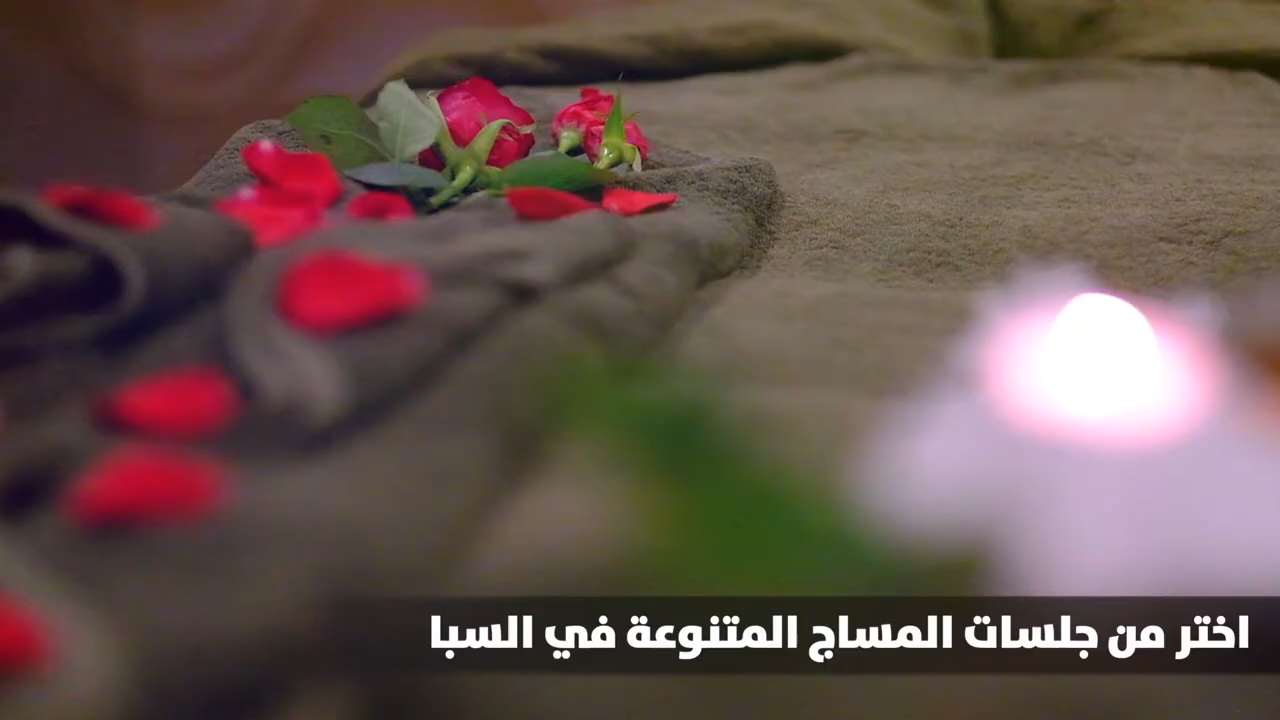 اختر من جلسات المساج المتنوعة في السبا